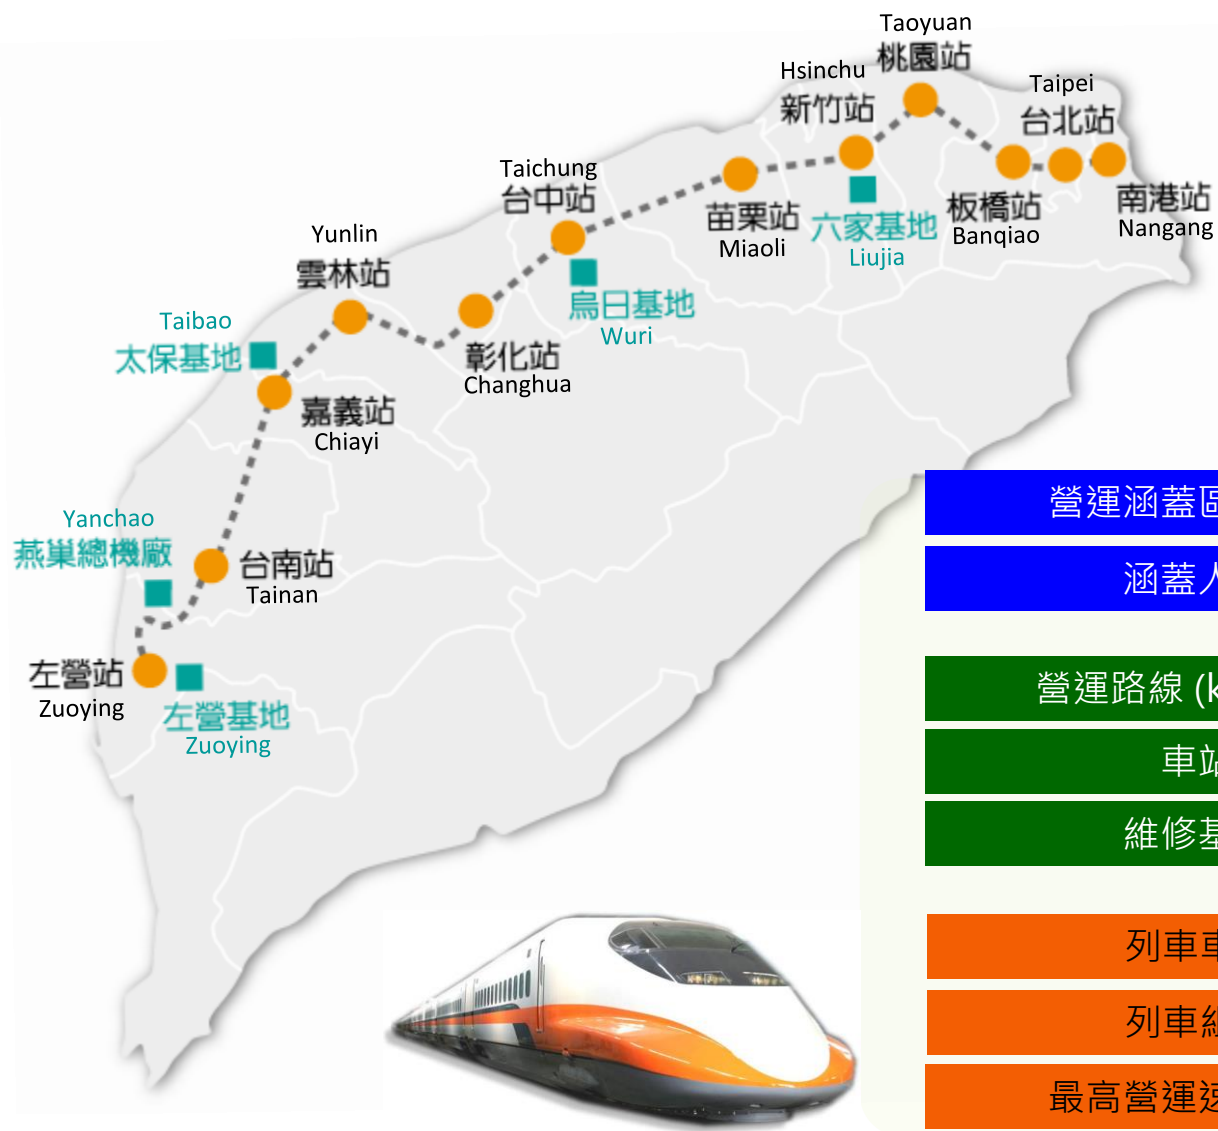 Taoyuan
桃園站
Hsinchu
新竹站
Taipei
台北站
Taichung
台中站
苗栗站
Miaoli
六家基地
Liujia
板橋站
Banqiao
南港站
Nangang
Yunlin
雲林站
烏日基地
Wuri
Taibao
太保基地
彰化站
Changhua
嘉義站
Chiayi
Yanchao
燕巢總機廠
台南站
Tainan
左營站
Zuoying
左營基地
Zuoying
營運涵蓋區
涵蓋人
營運路線 (k
車站
維修基
列車車
列車組
最高營運速